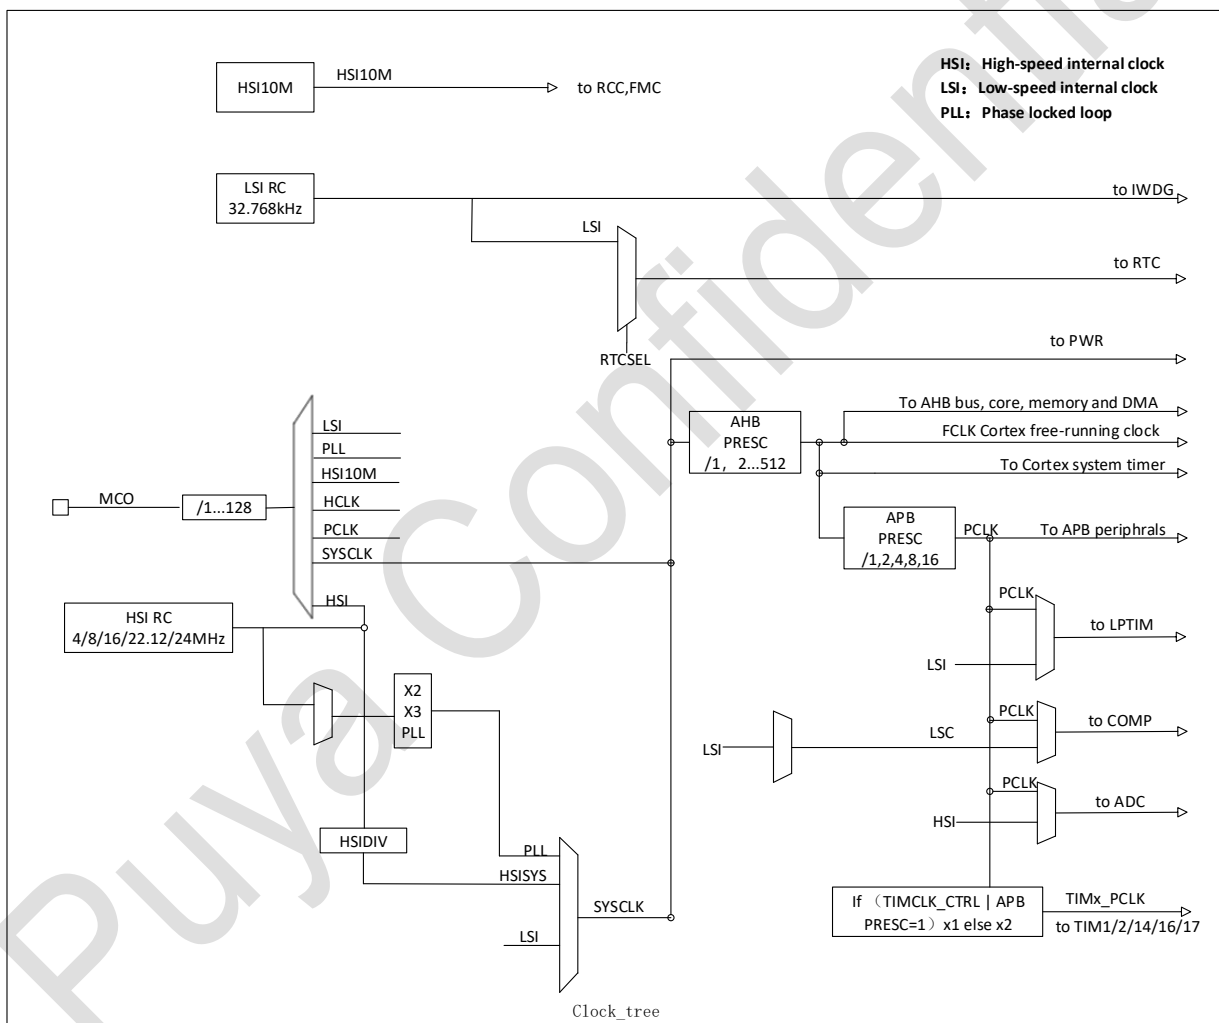 HSI: High-speed internal clock
LSI: Low-speed internal clock
PLL: Phase locked loop
HSI10M
HSI10M
to RCC,FMC
LSI RC
32.768kHz
to IWDG
LSI
to RTC
RTCSEL
to PWR
LSI
PLL
HSI10M
HCLK
PCLK
SYSCLK
HSI
MCO
/1...128
AHB
PRESC
/1, 2...512
To AHB bus, core, memory and DMA
FCLK Cortex free-running clock
To Cortex system timer
APB
PRESC
/1,2,4,8,16
PCLK
To APB periphrals
HSI RC
4/8/16/22.12/24MHz
PCLK
to LPTIM
LSI
X2
X3
PLL
PCLK
to COMP
LSI
LSC
PCLK
to ADC
HSI
HSIDIV
PLL
HSISYS
SYSCLK
LSI
If (TIMCLK_CTRL | APB
PRESC=1) x1 else x2
TIMx_PCLK
to TIM1/2/14/16/17
Clock_tree
Puya Confidential